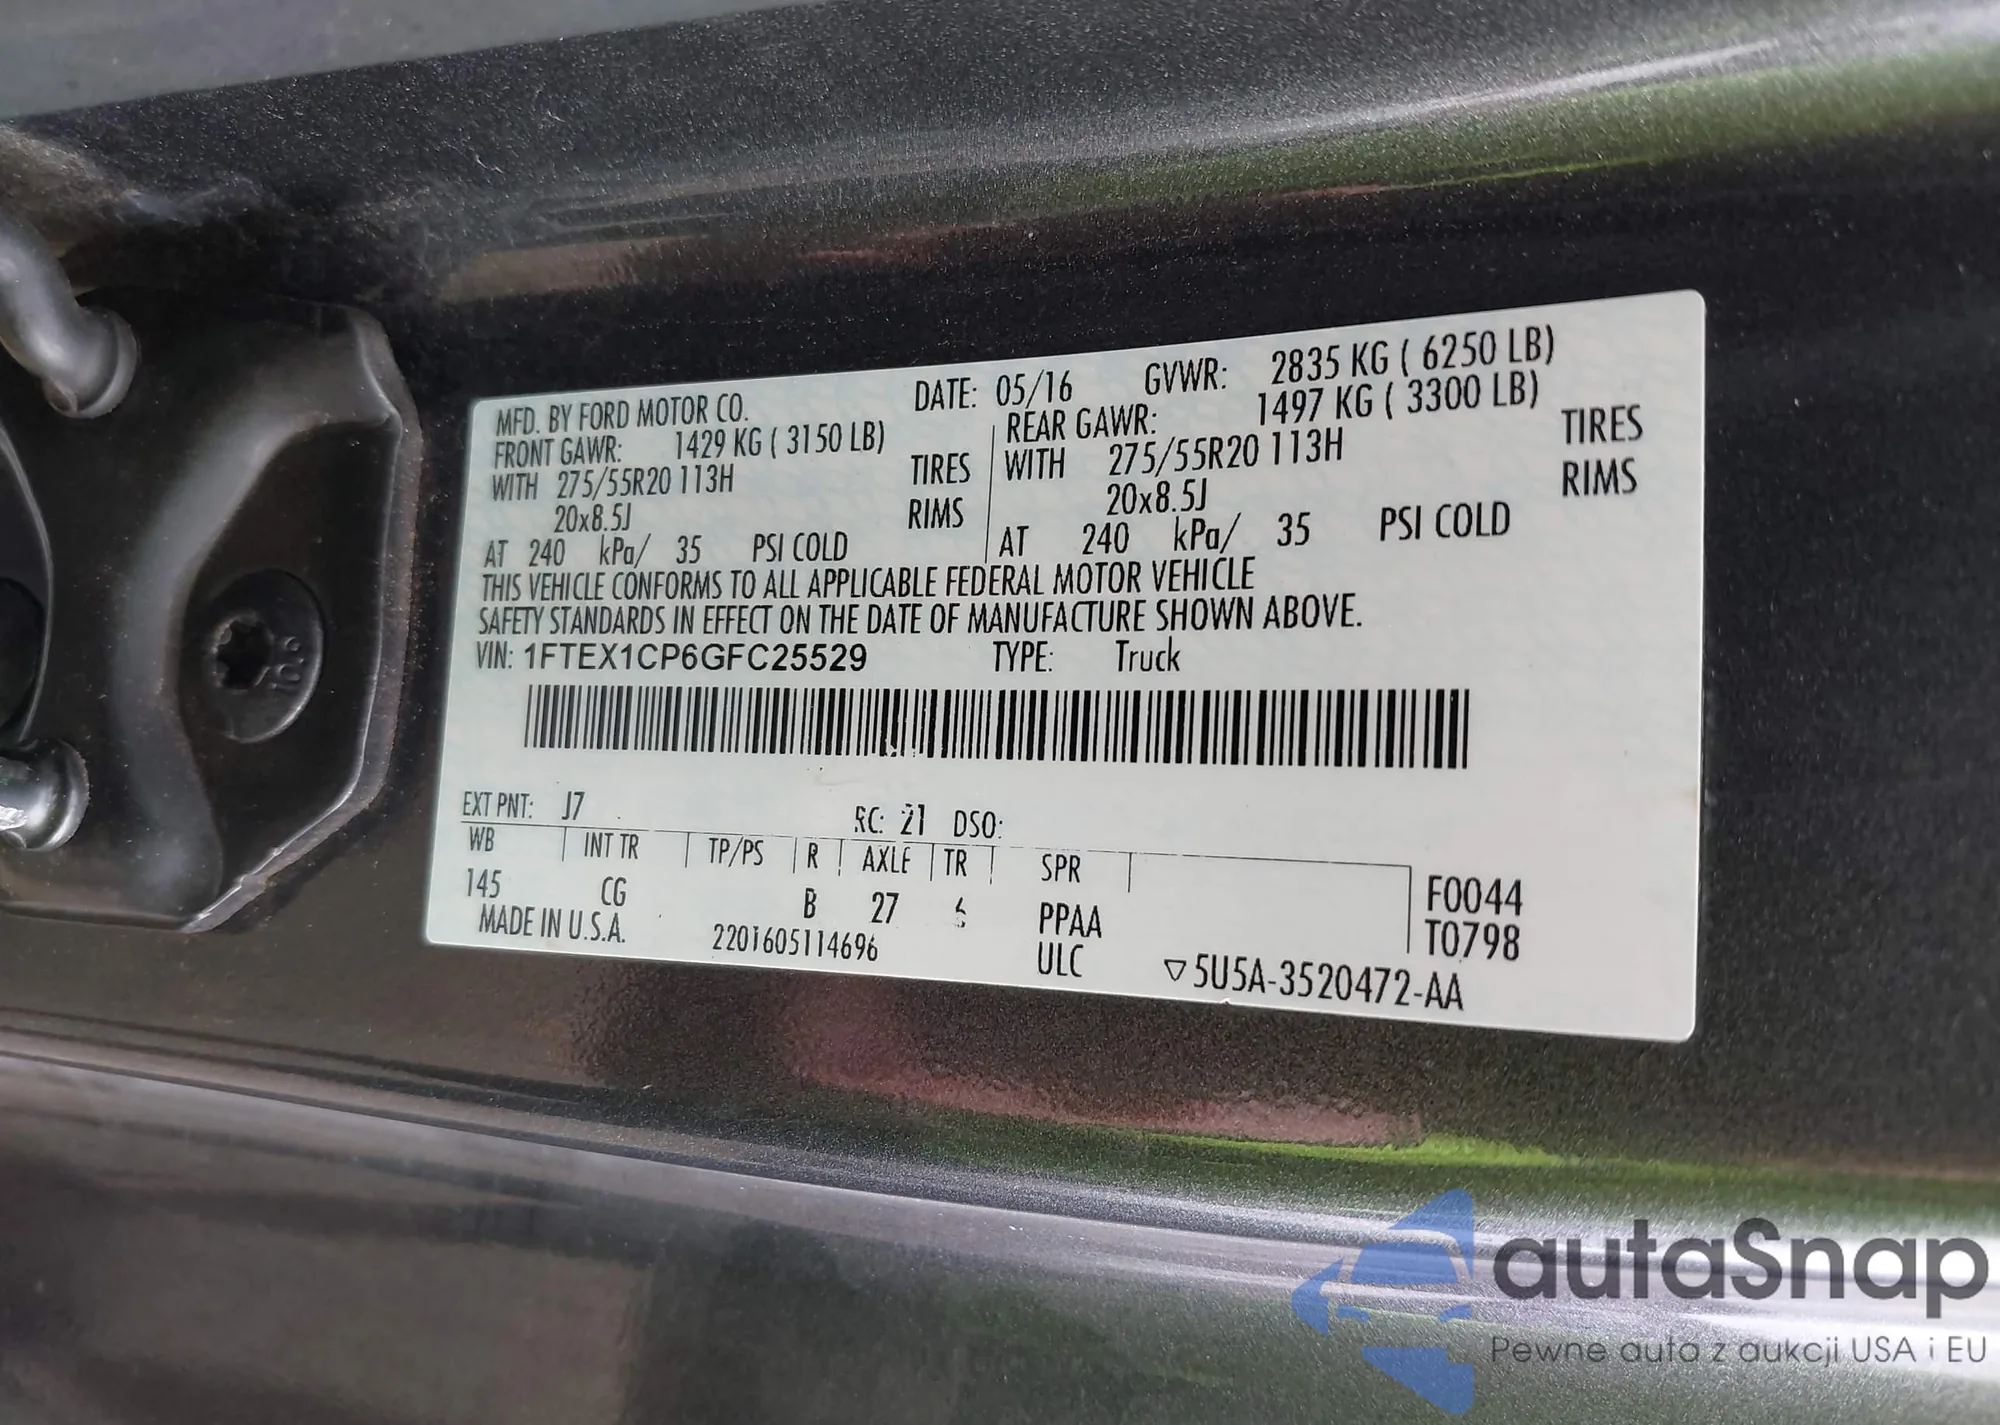 MFD. BY FORD MOTOR CO. DATE: 05/16 GVWR: 2835 KG ( 6250 LB)
FRONT GAWR: 1429 KG ( 3150 LB) REAR GAWR: 1497 KG ( 3300 LB)
WITH 275/55R20 113H TIRES WITH 275/55R20 113H TIRES
20x8.5J RIMS 20x8.5J RIMS
AT 240 kPa/ 35 PSI COLD AT 240 kPa/ 35 PSI COLD
THIS VEHICLE CONFORMS TO ALL APPLICABLE FEDERAL MOTOR VEHICLE
SAFETY STANDARDS IN EFFECT ON THE DATE OF MANUFACTURE SHOWN ABOVE.
VIN: 1FTEX1CP6GFC25529 TYPE: Truck
EXT PNT: J7 RC: 21 DSO:
WB INT TR TP/PS R AXLE TR SPR
145 CG B 27 6 PPAA F0044
MADE IN U.S.A. 2201605114696 ULC T0798
▽5U5A-3520472-AA
10.9
autaSnap
Pewne auta z aukcji USA i EU